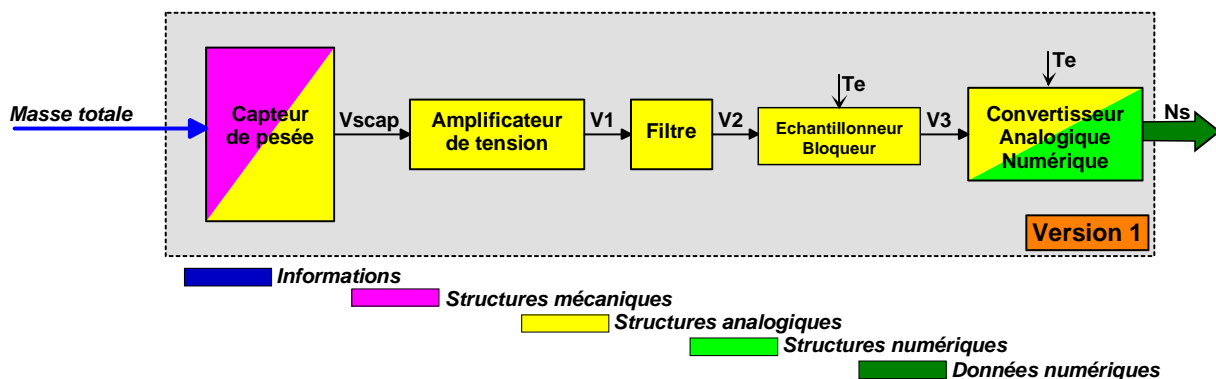 Masse totale
Capteur
de pesée
Vscap
Amplificateur
de tension
V1
Filtre
V2
Te
Echantillonneur
Bloqueur
V3
Te
Convertisseur
Analogique
Numérique
Ns
Version 1
Informations
Structures mécaniques
Structures analogiques
Structures numériques
Données numériques